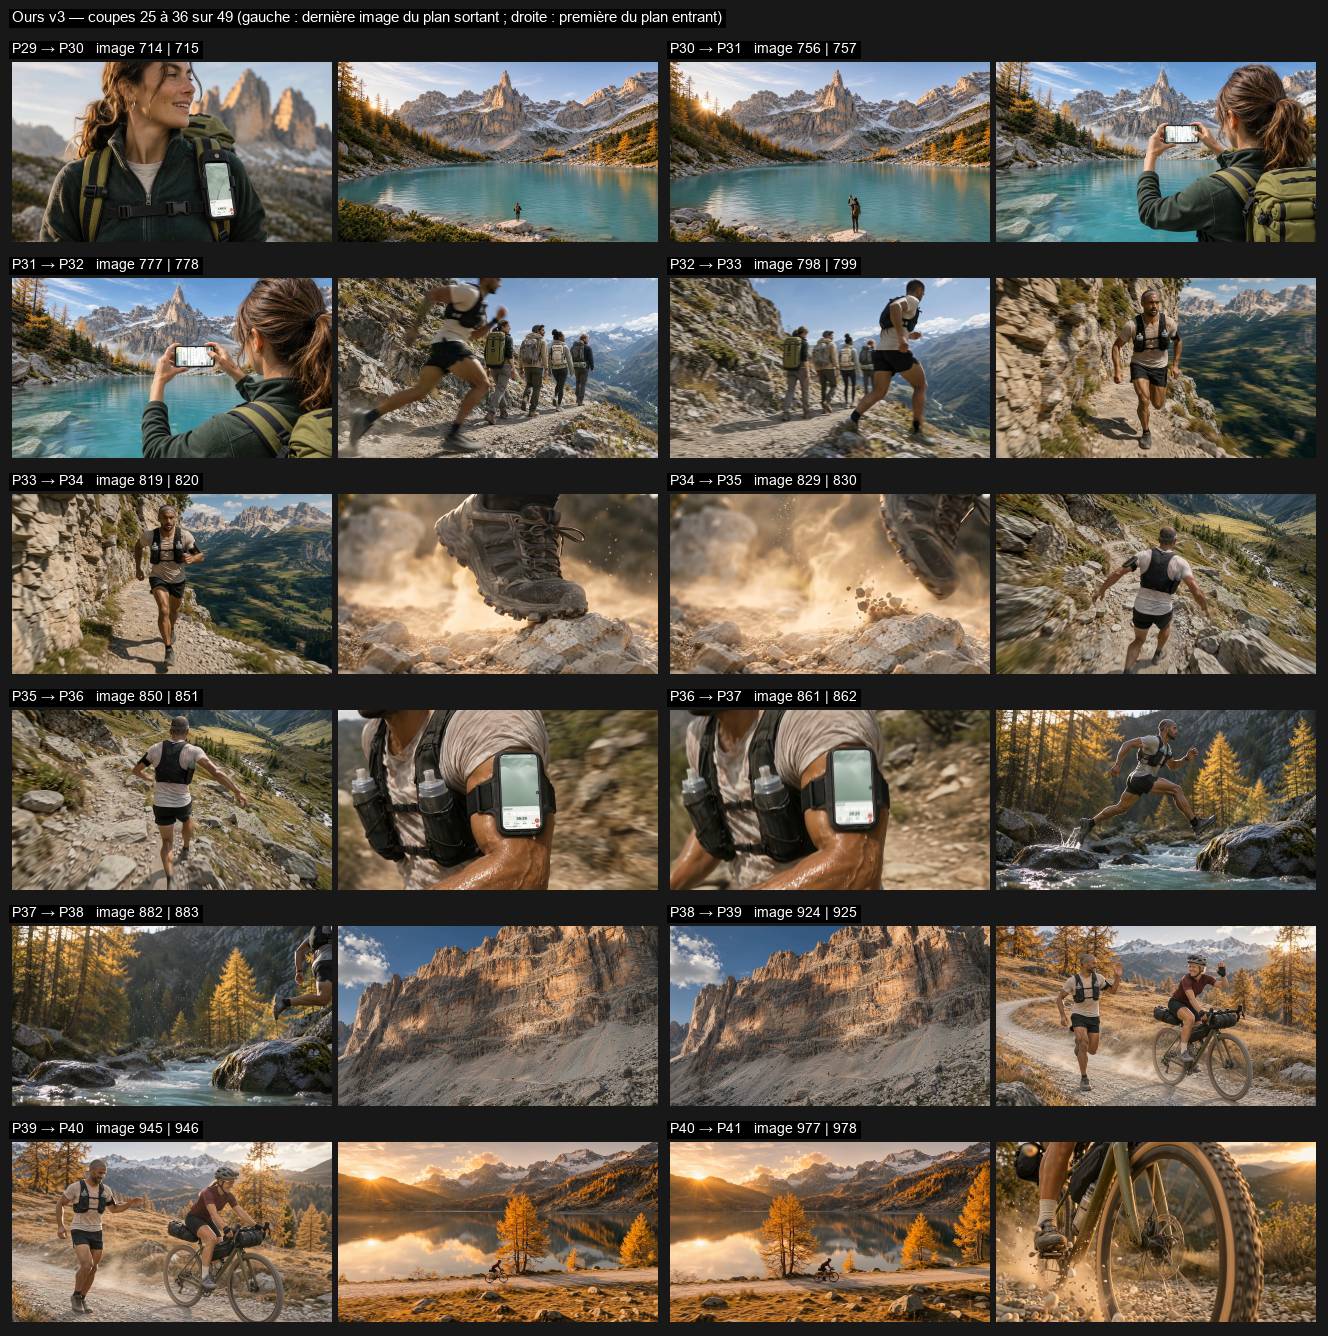 Ours v3 — coupes 25 à 36 sur 49 (gauche : dernière image du plan sortant ; droite : première du plan entrant)
P29 → P30 image 714 | 715
P30 → P31 image 756 | 757
P31 → P32 image 777 | 778
P32 → P33 image 798 | 799
P33 → P34 image 819 | 820
P34 → P35 image 829 | 830
P35 → P36 image 850 | 851
P36 → P37 image 861 | 862
P37 → P38 image 882 | 883
P38 → P39 image 924 | 925
P39 → P40 image 945 | 946
P40 → P41 image 977 | 978